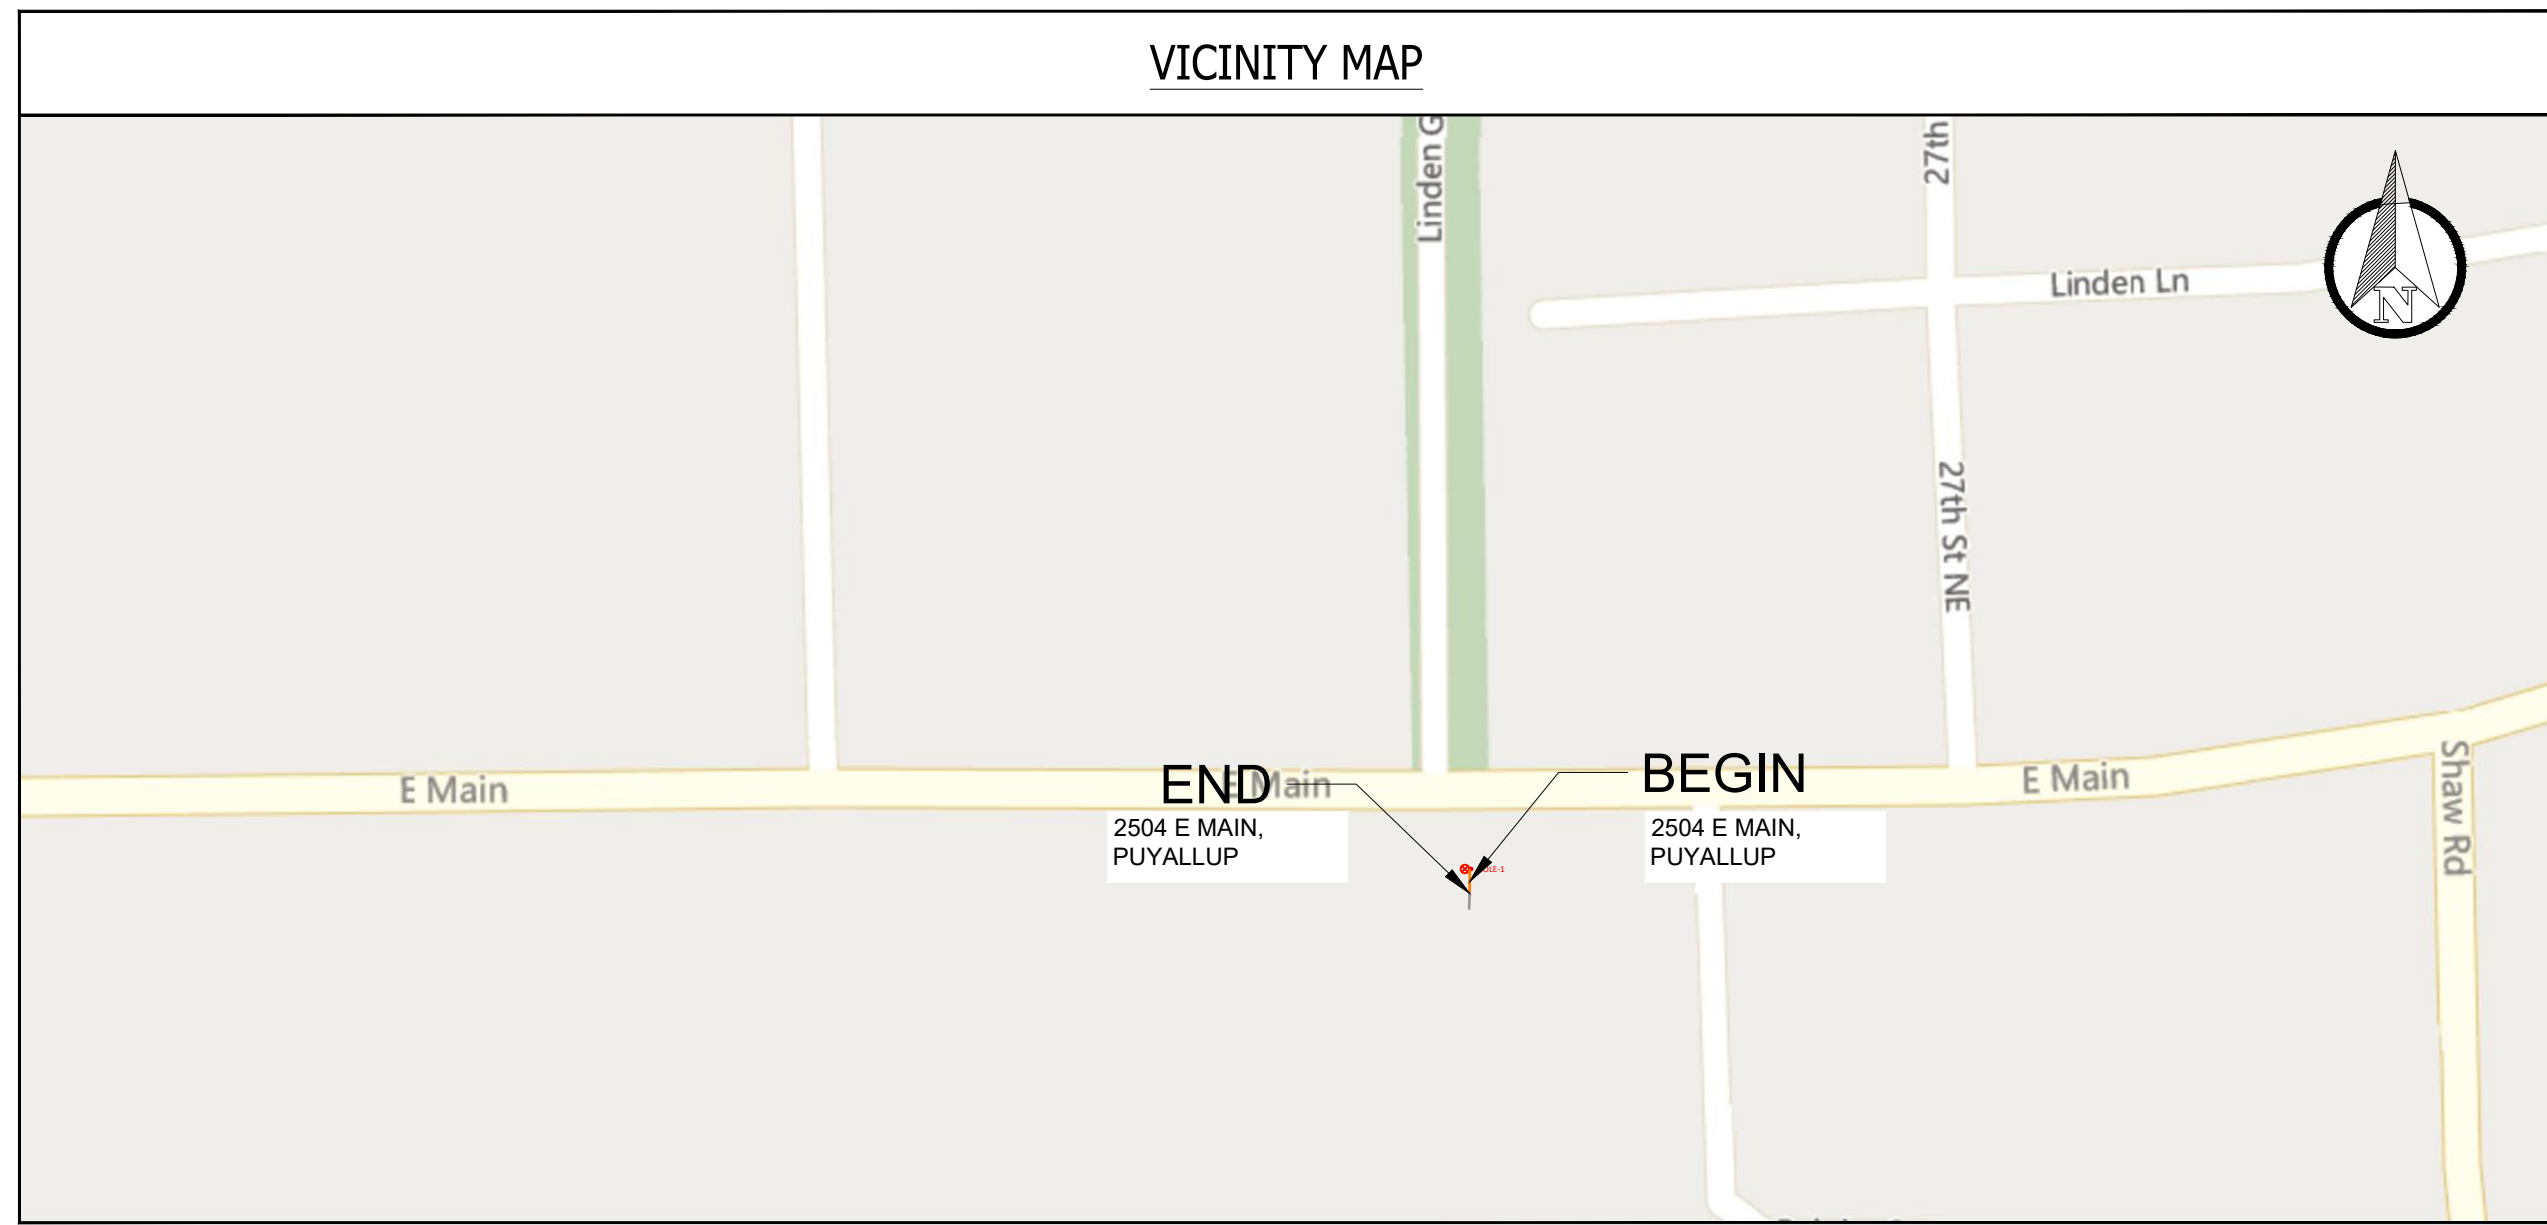 VICINITY MAP
Linden G
27th
N
Linden Ln
27th St NE
E Main
E Main
E Main
END
BEGIN
Shaw Rd
2504 E MAIN,
PUYALLUP
2504 E MAIN,
PUYALLUP